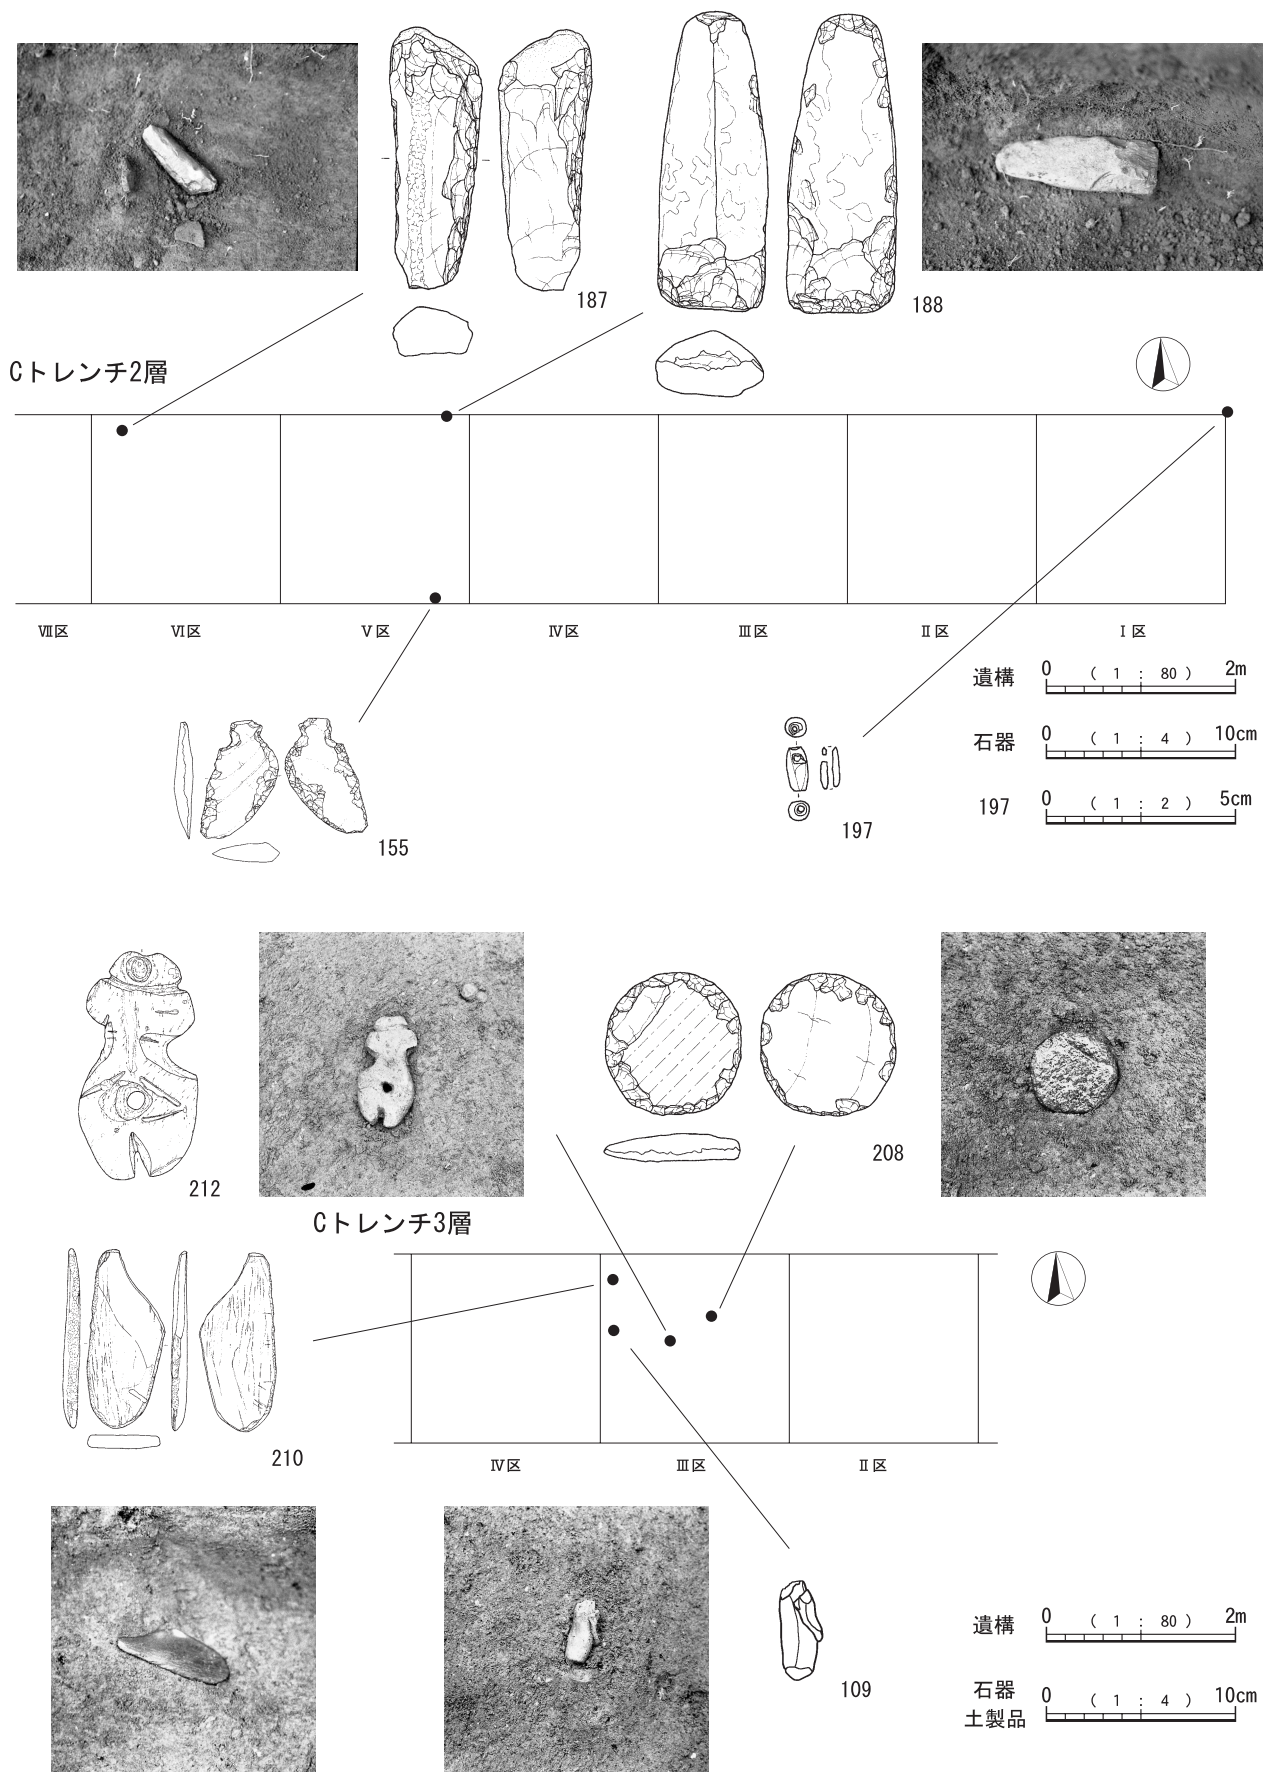 187
188
Cトレンチ2層
Ⅶ区 Ⅵ区 Ⅴ区 Ⅳ区 Ⅲ区 Ⅱ区 Ⅰ区
遺構 0 ( 1 : 80 ) 2m
石器 0 ( 1 : 4 ) 10cm
197 0 ( 1 : 2 ) 5cm
155
197
212
208
Cトレンチ3層
210
Ⅳ区 Ⅲ区 Ⅱ区
109
遺構 0 ( 1 : 80 ) 2m
石器
土製品 0 ( 1 : 4 ) 10cm